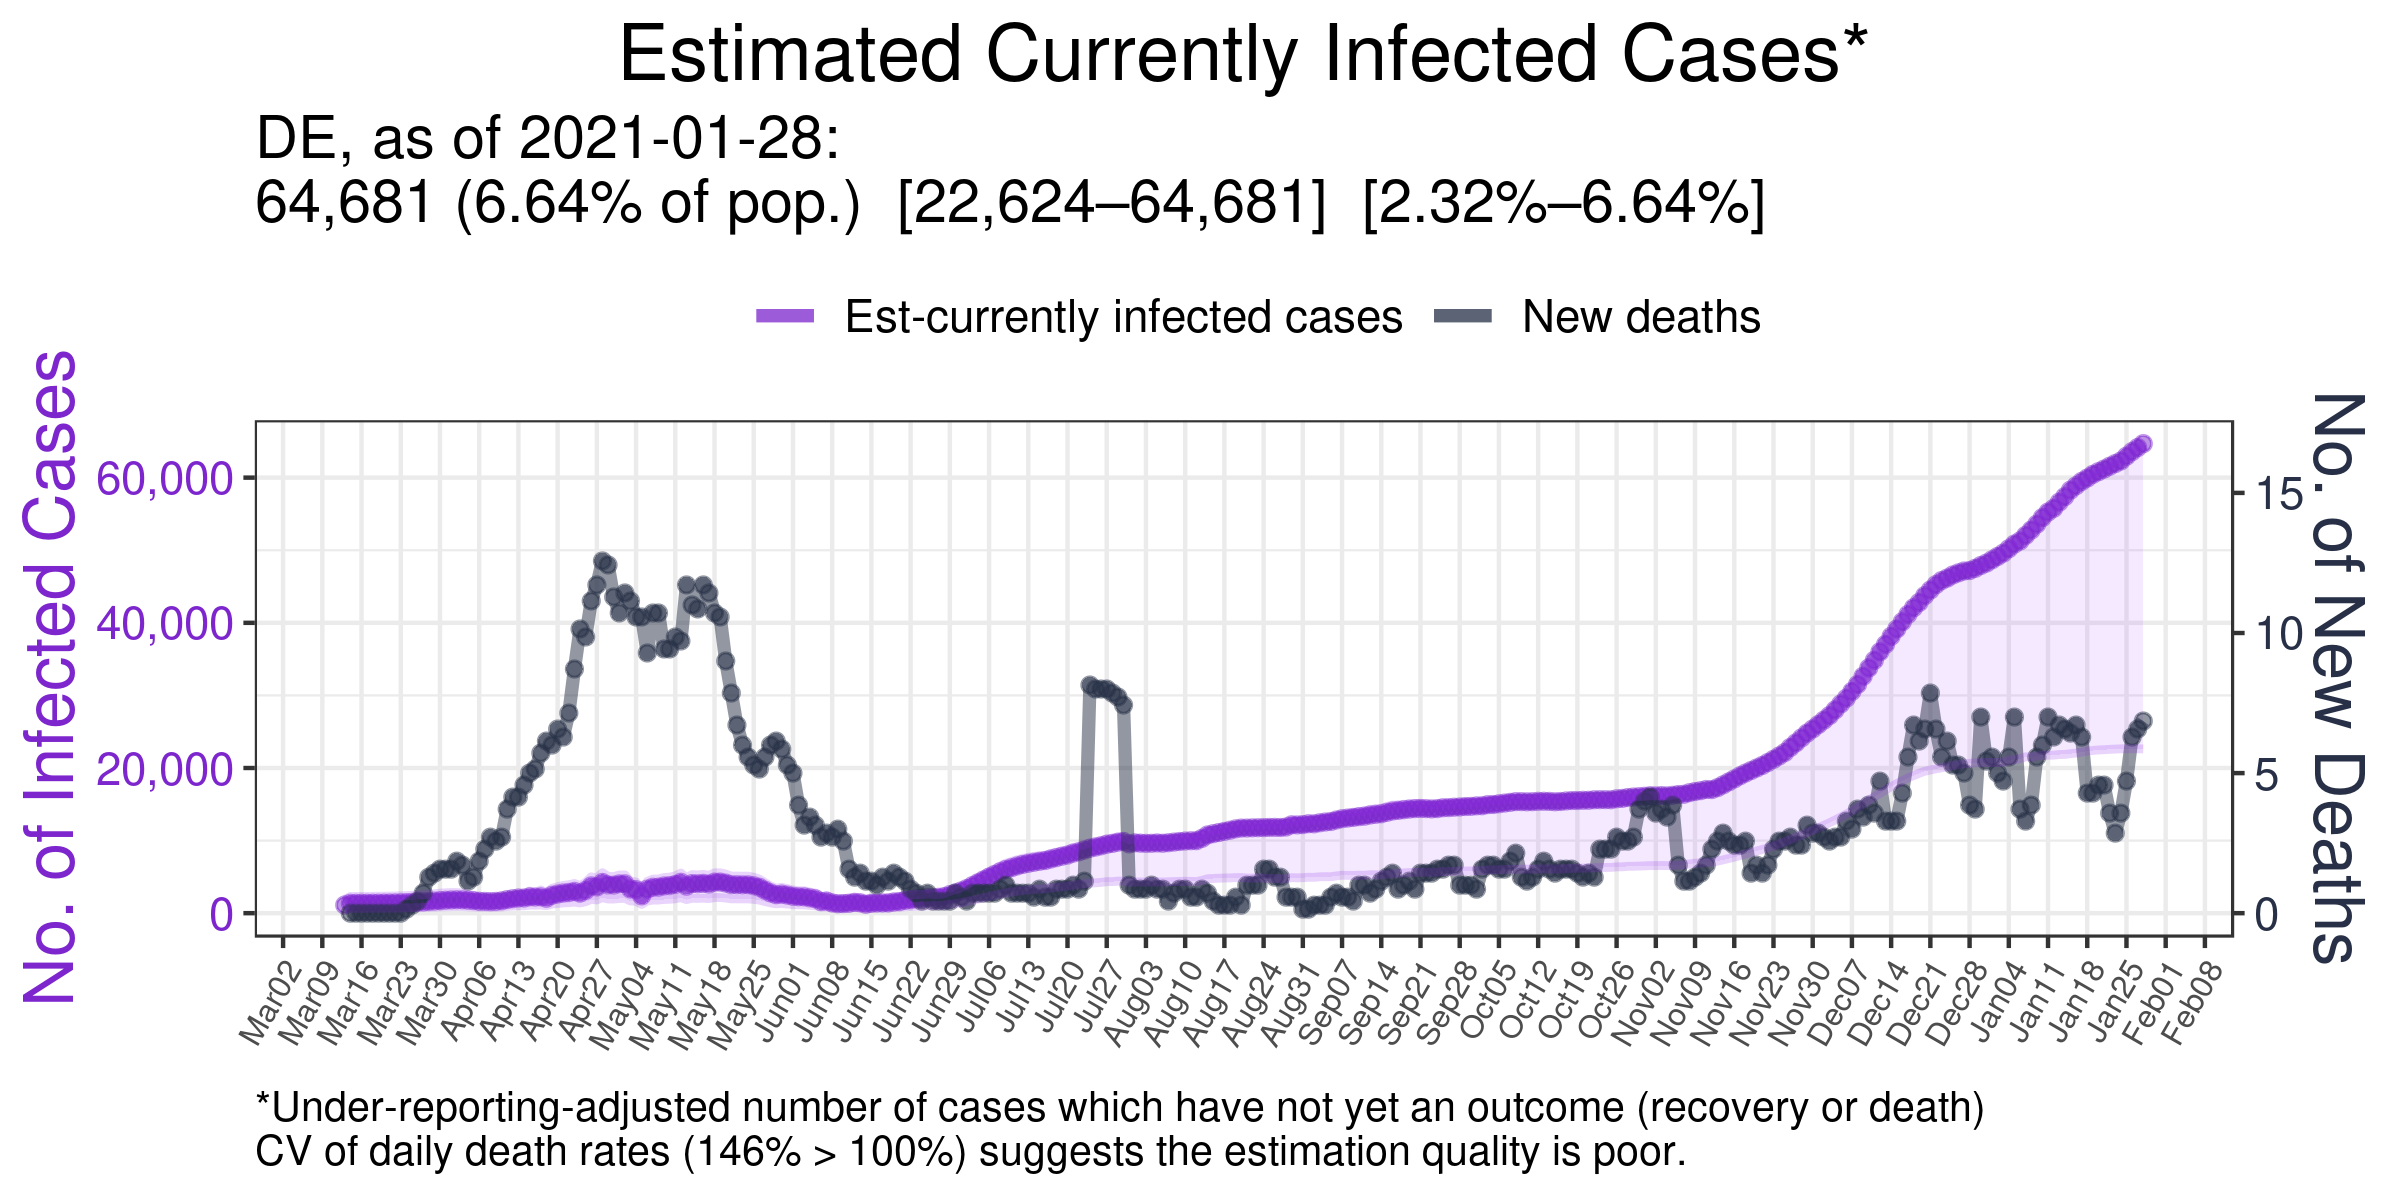 Estimated Currently Infected Cases*
DE, as of 2021-01-28:
64,681 (6.64% of pop.) [22,624–64,681] [2.32%–6.64%]
Est-currently infected cases New deaths
No. of Infected Cases
60,000
40,000
20,000
0
15
10
5
0
No. of New Deaths
Mar02 Mar09 Mar16 Mar23 Mar30 Apr06 Apr13 Apr20 Apr27 May04 May11 May18 May25 Jun01 Jun08 Jun15 Jun22 Jun29 Jul06 Jul13 Jul20 Jul27 Aug03 Aug10 Aug17 Aug24 Aug31 Sep07 Sep14 Sep21 Sep28 Oct05 Oct12 Oct19 Oct26 Nov02 Nov09 Nov16 Nov23 Nov30 Dec07 Dec14 Dec21 Dec28 Jan04 Jan11 Jan18 Jan25 Feb01 Feb08
*Under-reporting-adjusted number of cases which have not yet an outcome (recovery or death)
CV of daily death rates (146% > 100%) suggests the estimation quality is poor.